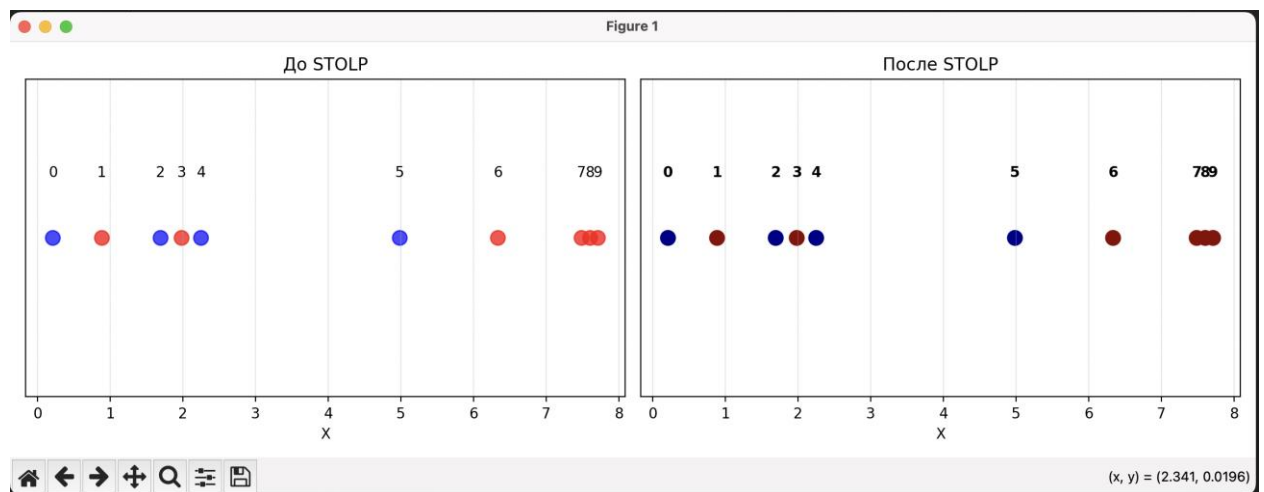 Figure 1
До STOLP
После STOLP
0 1 2 3 4 5 6 789
0 1 2 3 4 5 6 789
0 1 2 3 4 5 6 7 8
X
0 1 2 3 4 5 6 7 8
X
(x, y) = (2.341, 0.0196)